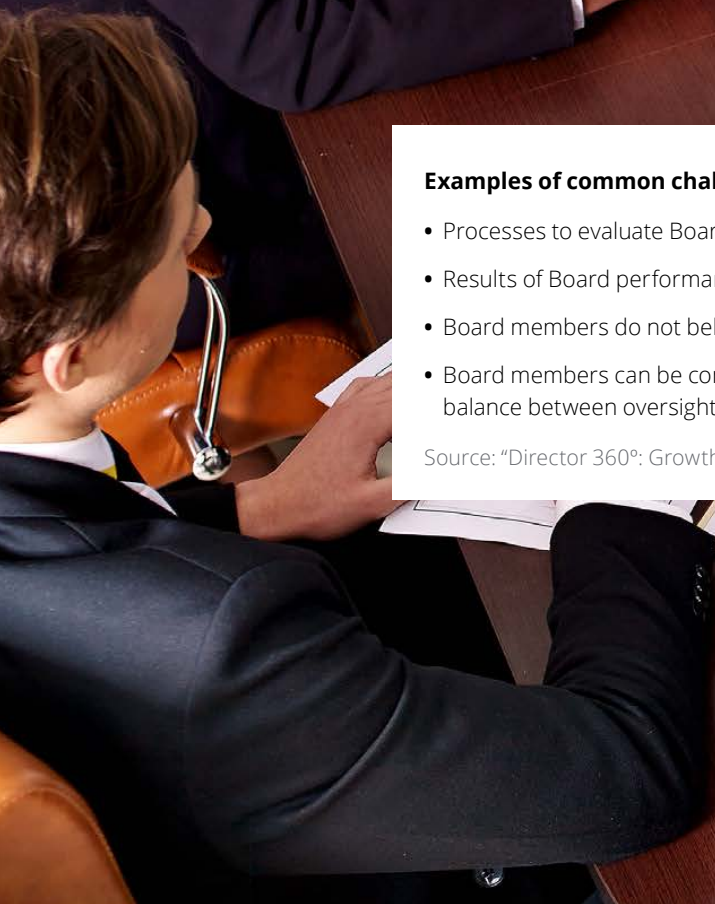 Examples of common chal
• Processes to evaluate Boar
• Results of Board performa
• Board members do not bel
• Board members can be co
balance between oversight
Source: “Director 360°: Growth